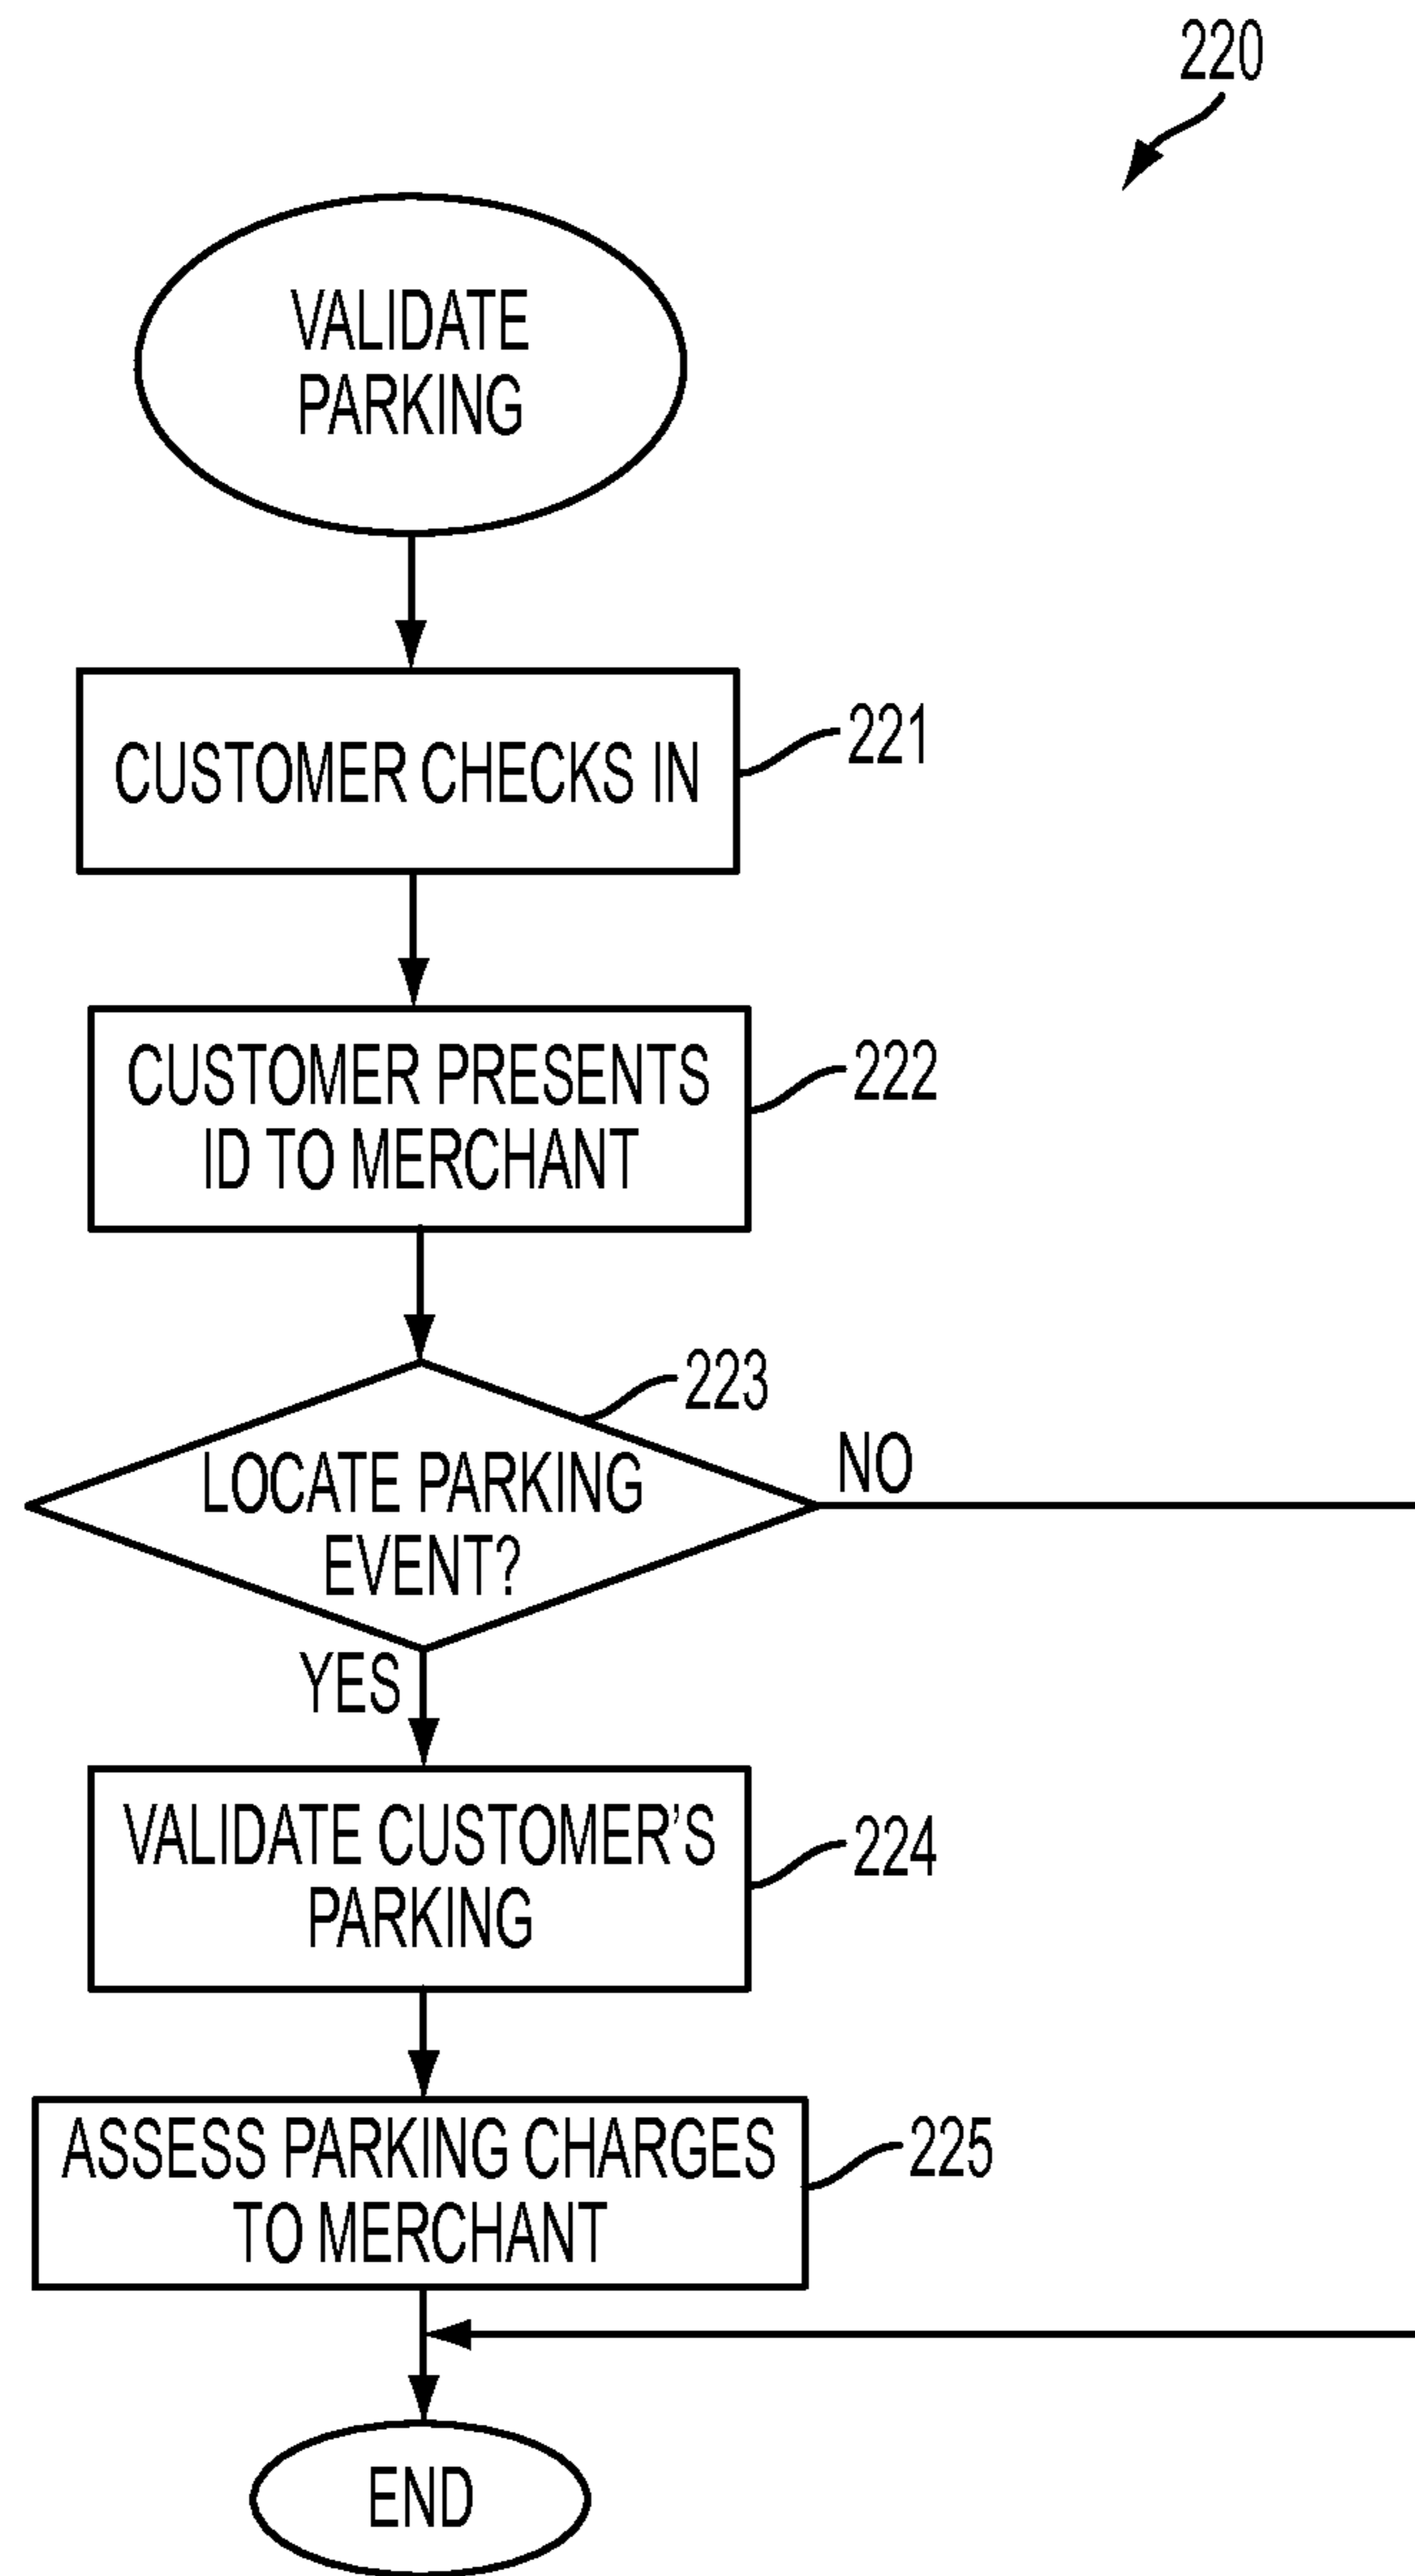 220
VALIDATE
PARKING
CUSTOMER CHECKS IN
221
CUSTOMER PRESENTS
ID TO MERCHANT
222
223
LOCATE PARKING
EVENT?
NO
YES
VALIDATE CUSTOMER'S
PARKING
224
ASSESS PARKING CHARGES
TO MERCHANT
225
END